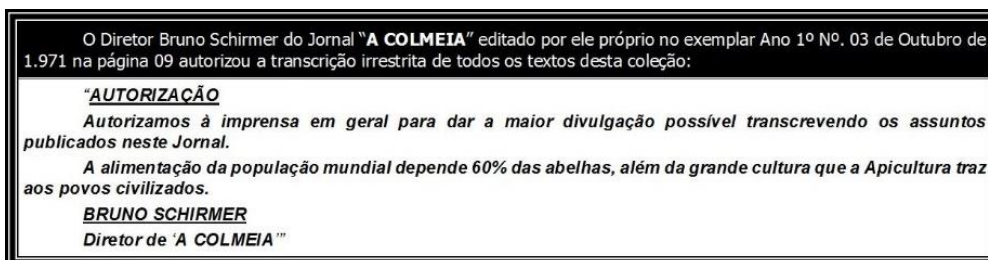 O Diretor Bruno Schirmer do Jornal “A COLMEIA” editado por ele próprio no exemplar Ano 1º Nº. 03 de Outubro de
1.971 na página 09 autorizou a transcrição irrestrita de todos os textos desta coleção:
“AUTORIZAÇÃO
Autorizamos à imprensa em geral para dar a maior divulgação possível transcrevendo os assuntos
publicados neste Jornal.
A alimentação da população mundial depende 60% das abelhas, além da grande cultura que a Apicultura traz
aos povos civilizados.
BRUNO SCHIRMER
Diretor de ‘A COLMEIA’”